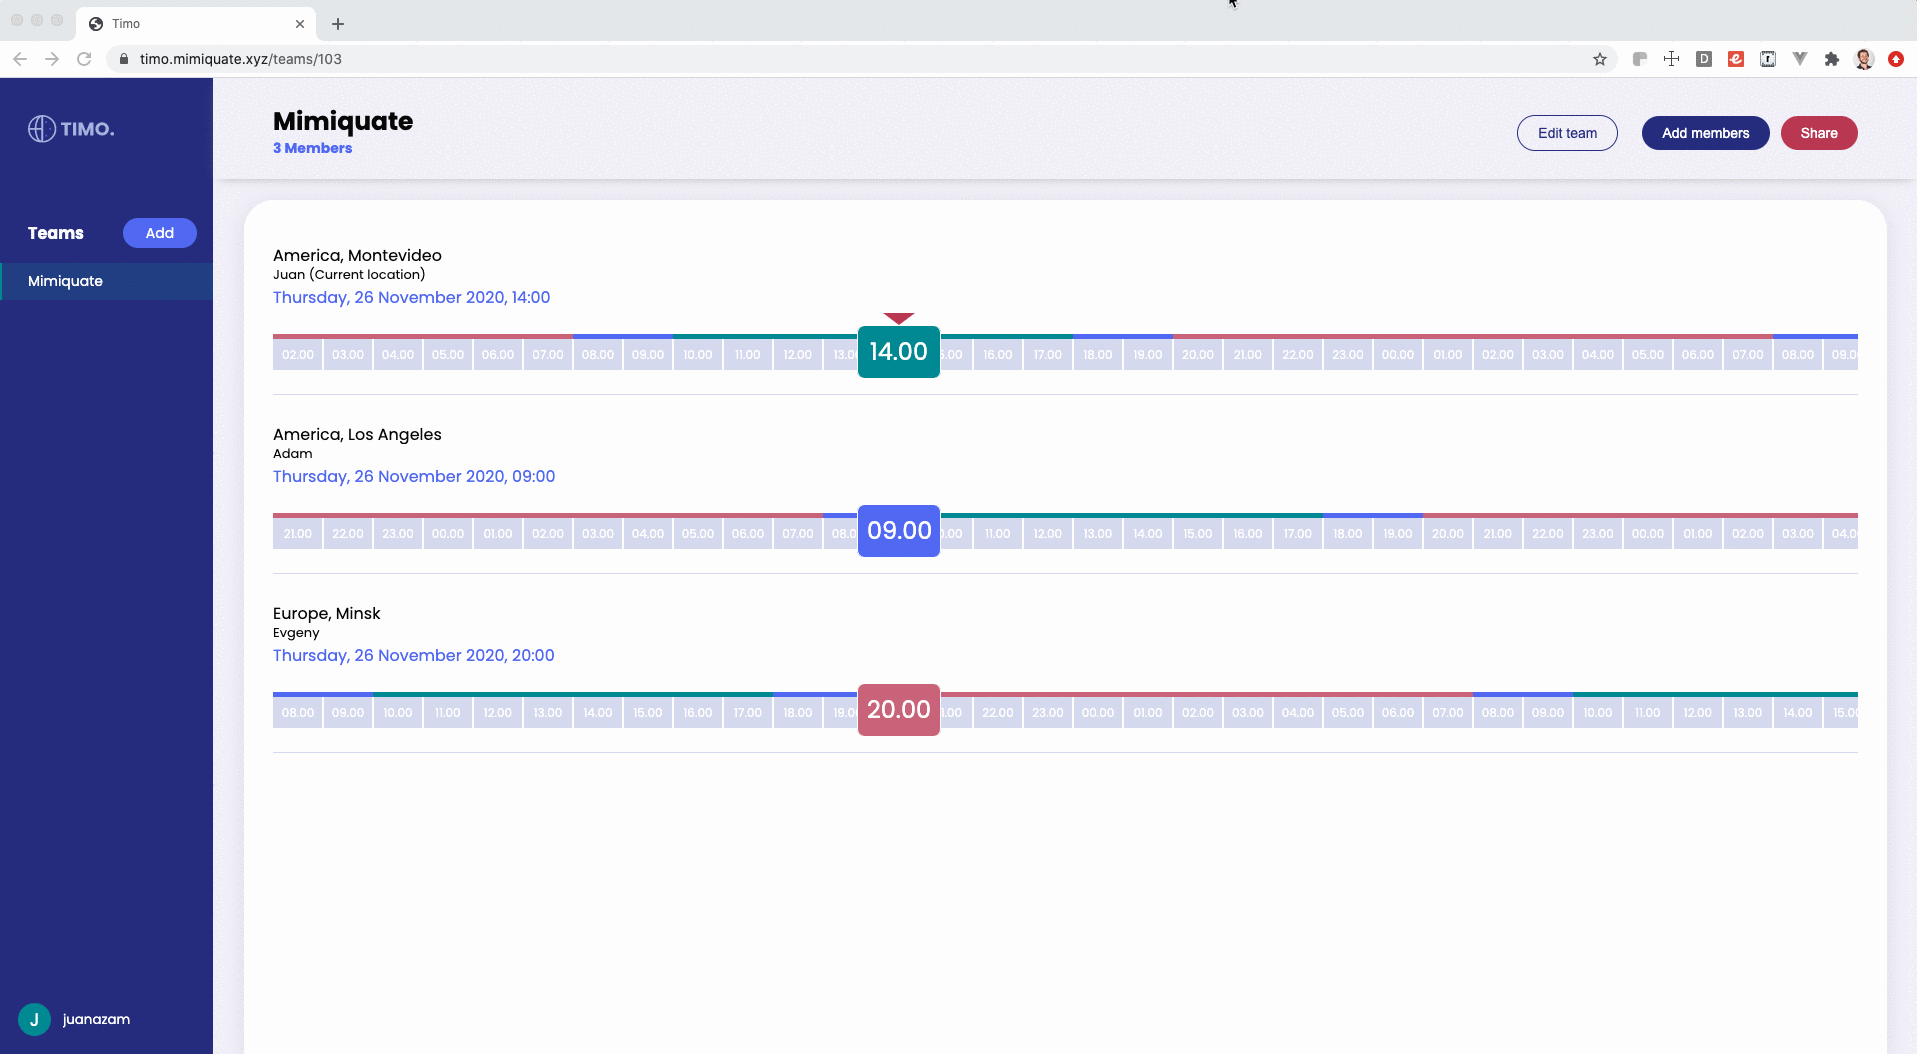 Timo
timo.mimiquate.xyz/teams/103
TIMO.
Mimiquate
3 Members
Edit team
Add members
Share
Teams
Add
Mimiquate
America, Montevideo
Juan (Current location)
Thursday, 26 November 2020, 14:00
02.00 03.00 04.00 05.00 06.00 07.00 08.00 09.00 10.00 11.00 12.00 13.00 14.00 16.00 17.00 18.00 19.00 20.00 21.00 22.00 23.00 00.00 01.00 02.00 03.00 04.00 05.00 06.00 07.00 08.00 09.0
America, Los Angeles
Adam
Thursday, 26 November 2020, 09:00
21.00 22.00 23.00 00.00 01.00 02.00 03.00 04.00 05.00 06.00 07.00 08.0 09.00 11.00 12.00 13.00 14.00 15.00 16.00 17.00 18.00 19.00 20.00 21.00 22.00 23.00 00.00 01.00 02.00 03.00 04.0
Europe, Minsk
Evgeny
Thursday, 26 November 2020, 20:00
08.00 09.00 10.00 11.00 12.00 13.00 14.00 15.00 16.00 17.00 18.00 19.0 20.00 22.00 23.00 00.00 01.00 02.00 03.00 04.00 05.00 06.00 07.00 08.00 09.00 10.00 11.00 12.00 13.00 14.00 15.0
J
juanazam